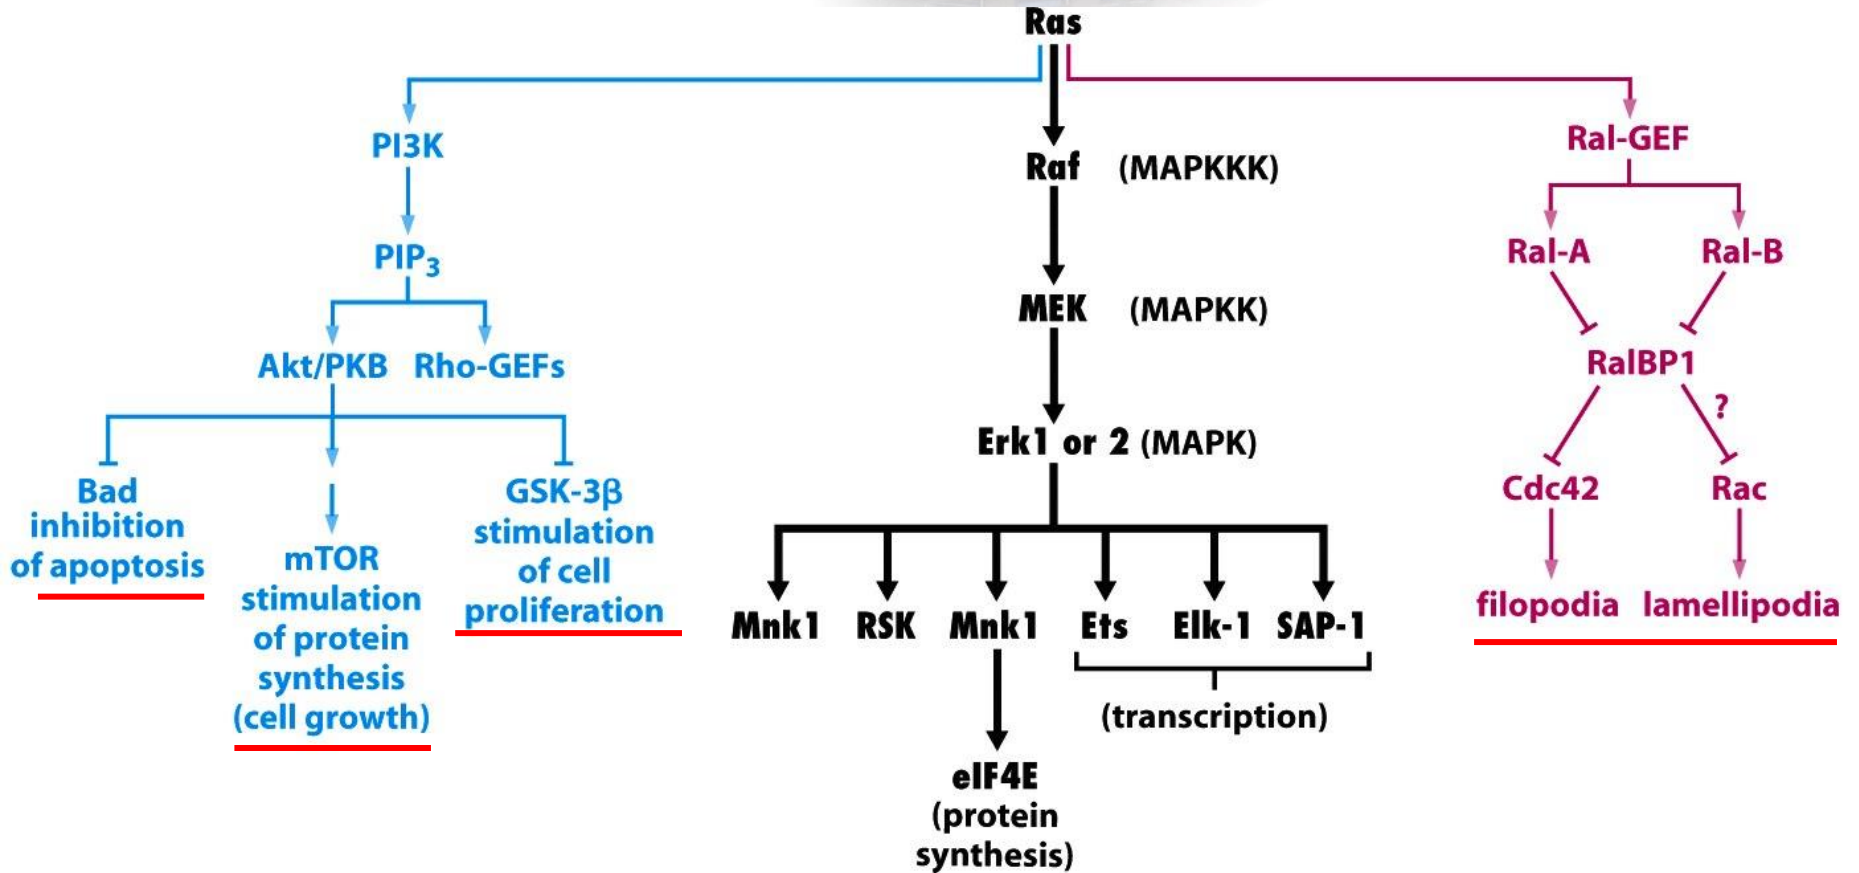 Ras
PI3K
PIP3
Akt/PKB
Rho-GEFs
Bad
inhibition
of apoptosis
mTOR
stimulation
of protein
synthesis
(cell growth)
GSK-3β
stimulation
of cell
proliferation
Raf (MAPKKK)
MEK (MAPKK)
Erk1 or 2 (MAPK)
Mnk1
RSK
Mnk1
Ets
Elk-1
SAP-1
(transcription)
eIF4E
(protein
synthesis)
Ral-GEF
Ral-A
Ral-B
RalBP1
?
Cdc42
Rac
filopodia
lamellipodia